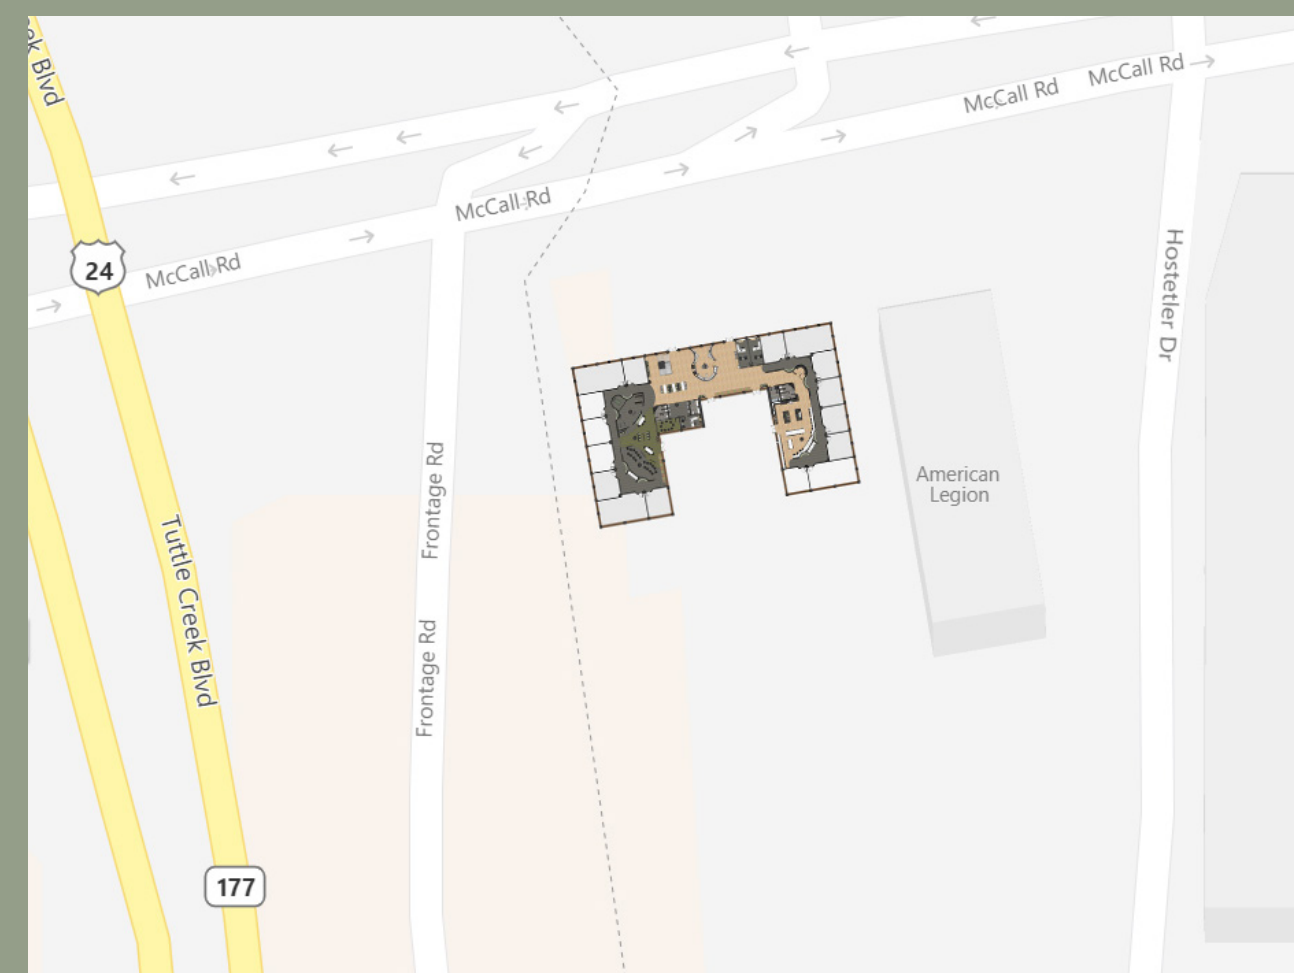 ek Blvd
McCall Rd
McCall Rd
McCall Rd
McCall Rd
24
Hostetler Dr
American
Legion
Frontage Rd
Tuttle Creek Blvd
Frontage Rd
177